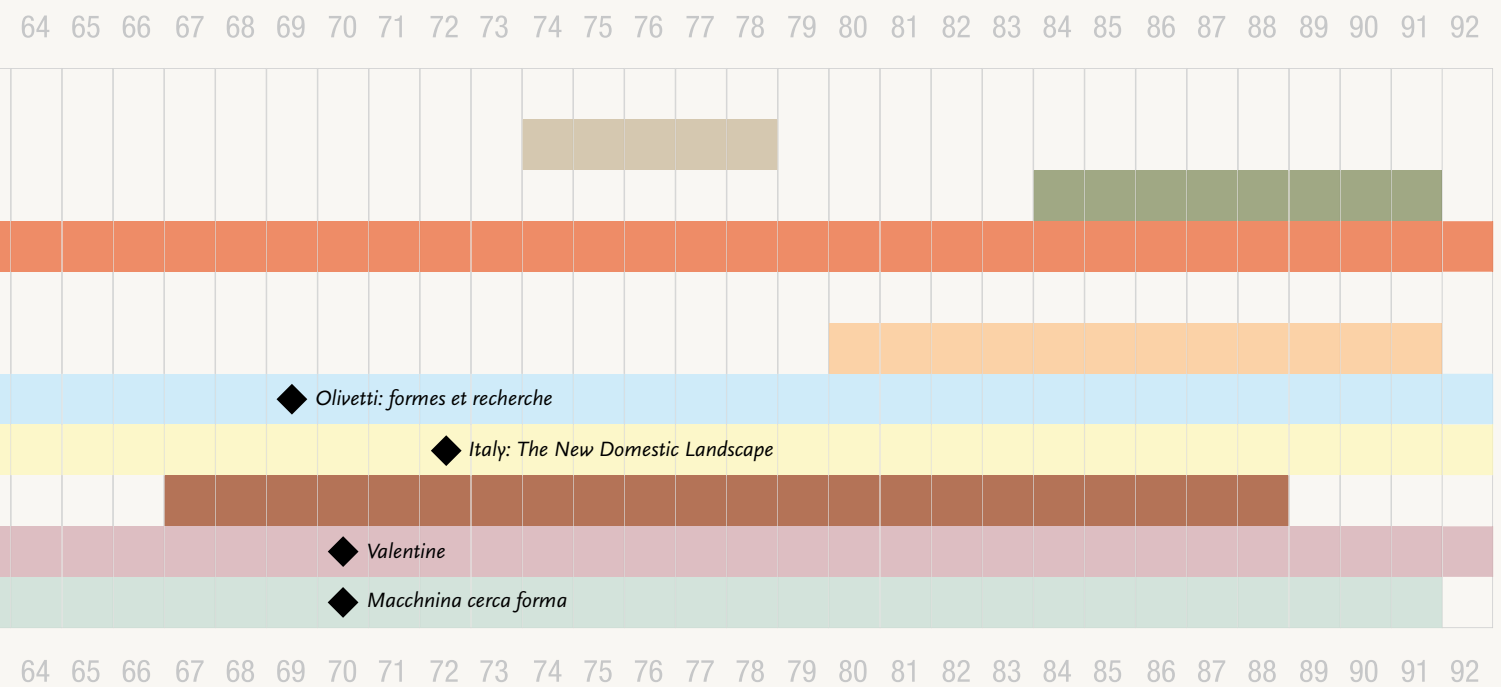 64 65 66 67 68 69 70 71 72 73 74 75 76 77 78 79 80 81 82 83 84 85 86 87 88 89 90 91 92
Olivetti: formes et recherche
Italy: The New Domestic Landscape
Valentine
Macchnina cerca forma
64 65 66 67 68 69 70 71 72 73 74 75 76 77 78 79 80 81 82 83 84 85 86 87 88 89 90 91 92